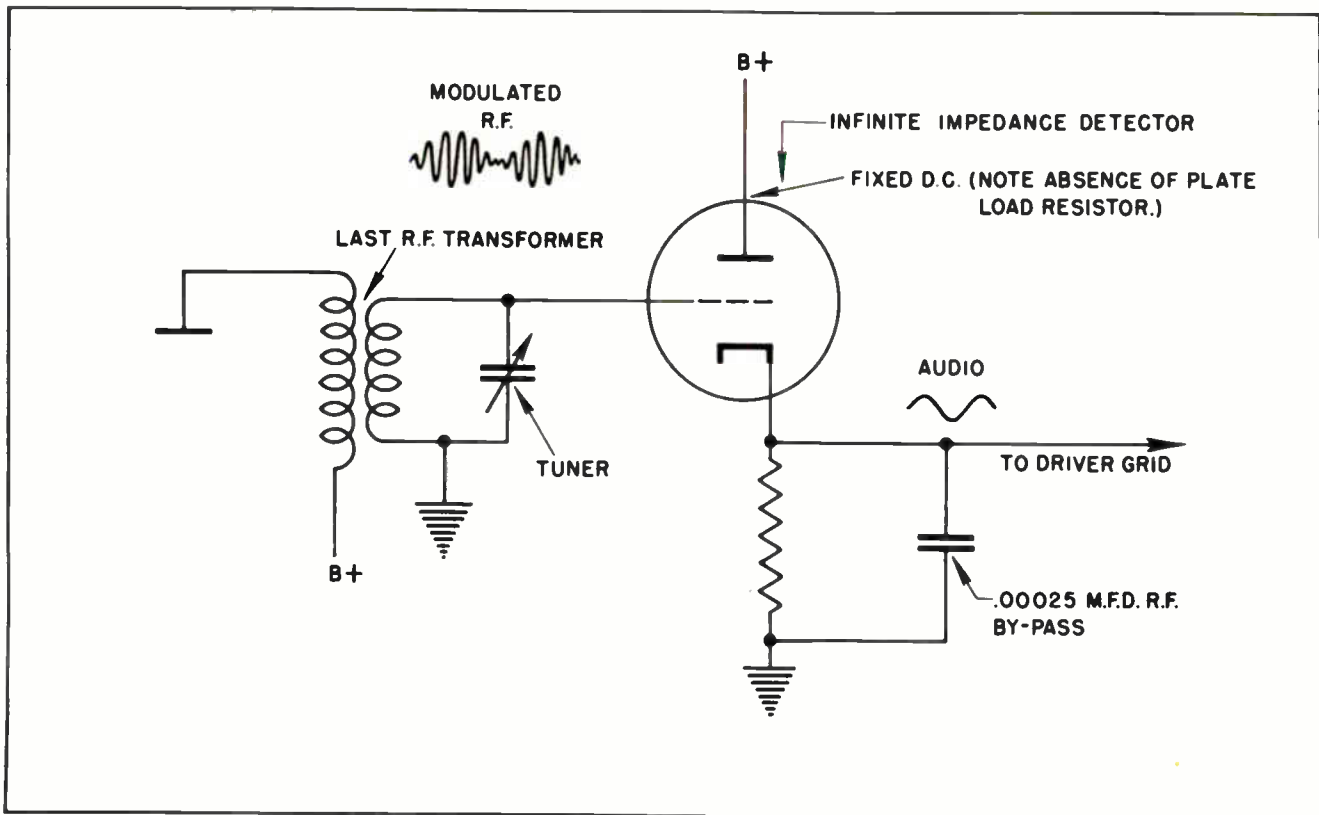 B+
MODULATED
R.F.
INFINITE IMPEDANCE DETECTOR
FIXED D.C. (NOTE ABSENCE OF PLATE
LOAD RESISTOR.)
LAST R.F. TRANSFORMER
AUDIO
TUNER
TO DRIVER GRID
B+
.00025 M.F.D. R.F.
BY-PASS